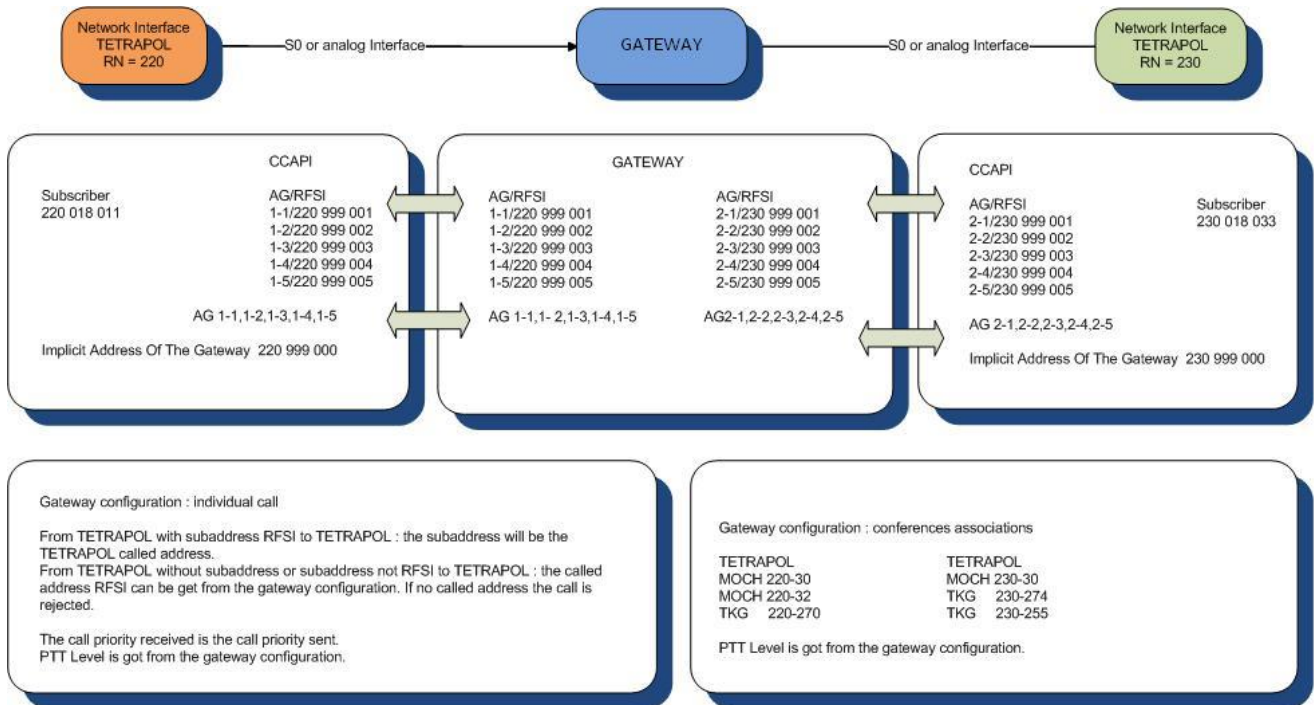 Network Interface
TETRAPOL
RN = 220
S0 or analog Interface
GATEWAY
S0 or analog Interface
Network Interface
TETRAPOL
RN = 230
CCAPI
Subscriber
220 018 011
AG/RFSI
1-1/220 999 001
1-2/220 999 002
1-3/220 999 003
1-4/220 999 004
1-5/220 999 005
AG 1-1,1-2,1-3,1-4,1-5
Implicit Address Of The Gateway 220 999 000
GATEWAY
AG/RFSI
1-1/220 999 001
1-2/220 999 002
1-3/220 999 003
1-4/220 999 004
1-5/220 999 005
AG 1-1,1- 2,1-3,1-4,1-5
AG/RFSI
2-1/230 999 001
2-2/230 999 002
2-3/230 999 003
2-4/230 999 004
2-5/230 999 005
AG2-1,2-2,2-3,2-4,2-5
CCAPI
AG/RFSI
2-1/230 999 001
2-2/230 999 002
2-3/230 999 003
2-4/230 999 004
2-5/230 999 005
Subscriber
230 018 033
AG 2-1,2-2,2-3,2-4,2-5
Implicit Address Of The Gateway 230 999 000
Gateway configuration : individual call
From TETRAPOL with subaddress RFSI to TETRAPOL : the subaddress will be the
TETRAPOL called address.
From TETRAPOL without subaddress or subaddress not RFSI to TETRAPOL : the called
address RFSI can be get from the gateway configuration. If no called address the call is
rejected.
The call priority received is the call priority sent.
PTT Level is got from the gateway configuration.
Gateway configuration : conferences associations
TETRAPOL TETRAPOL
MOCH 220-30 MOCH 230-30
MOCH 220-32 TKG 230-274
TKG 220-270 TKG 230-255
PTT Level is got from the gateway configuration.